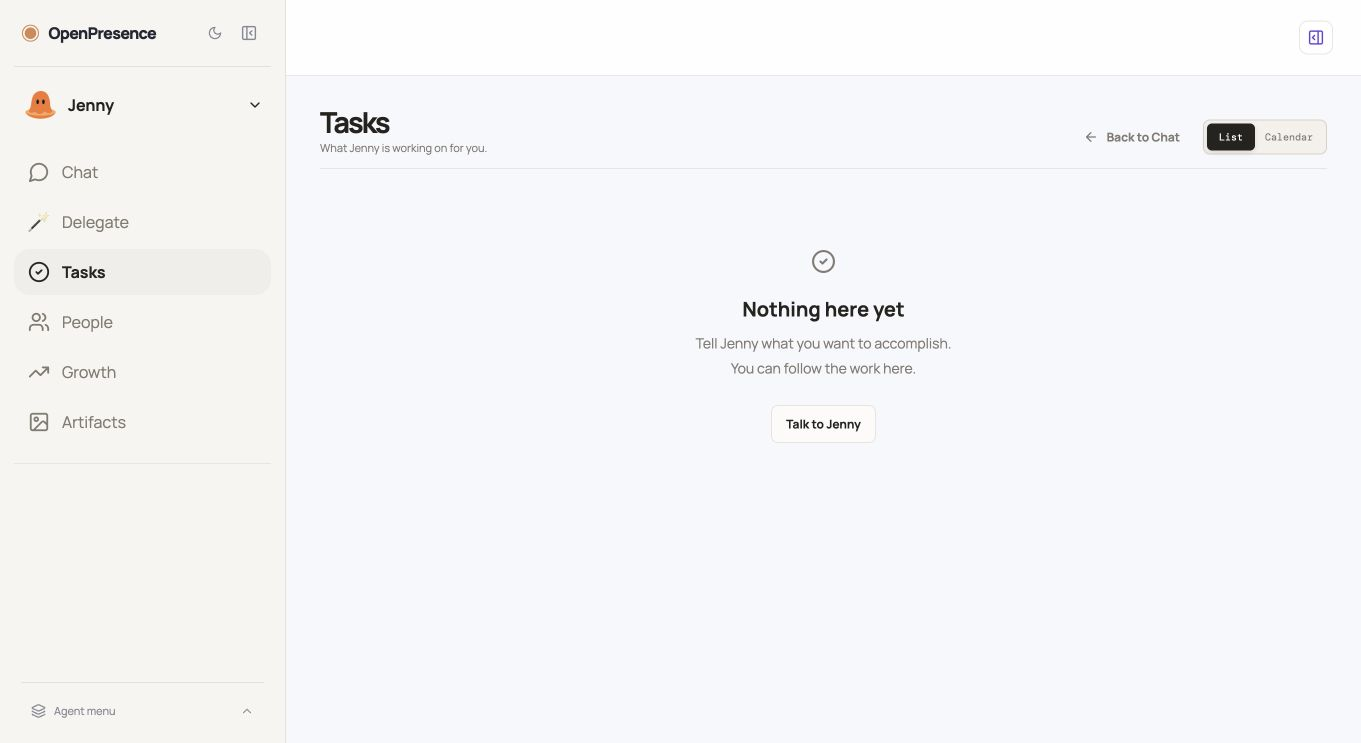 OpenPresence
Jenny
Chat
Delegate
Tasks
People
Growth
Artifacts
Agent menu
Tasks
What Jenny is working on for you.
Back to Chat
List
Calendar
Nothing here yet
Tell Jenny what you want to accomplish.
You can follow the work here.
Talk to Jenny